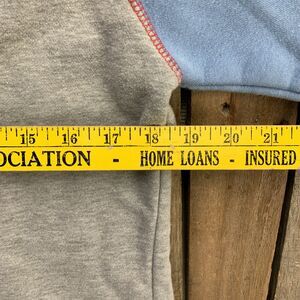 15 16 17 18 19 20 21
OCIATION - HOME LOANS - INSURED